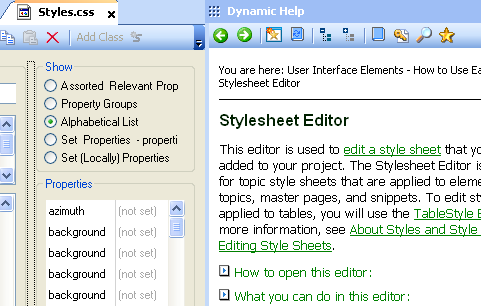 Styles.css
Dynamic Help
Add Class
Show
Assorted Relevant Prop
Property Groups
Alphabetical List
Set Properties - properti
Set (Locally) Properties
Properties
azimuth (not set)
background (not set)
background (not set)
background (not set)
background (not set)
You are here: User Interface Elements - How to Use Ea
Stylesheet Editor
Stylesheet Editor
This editor is used to edit a style sheet that you
added to your project. The Stylesheet Editor is
for topic style sheets that are applied to eleme
topics, master pages, and snippets. To edit st
applied to tables, you will use the TableStyle E
more information, see About Styles and Style
Editing Style Sheets.
How to open this editor:
What you can do in this editor: